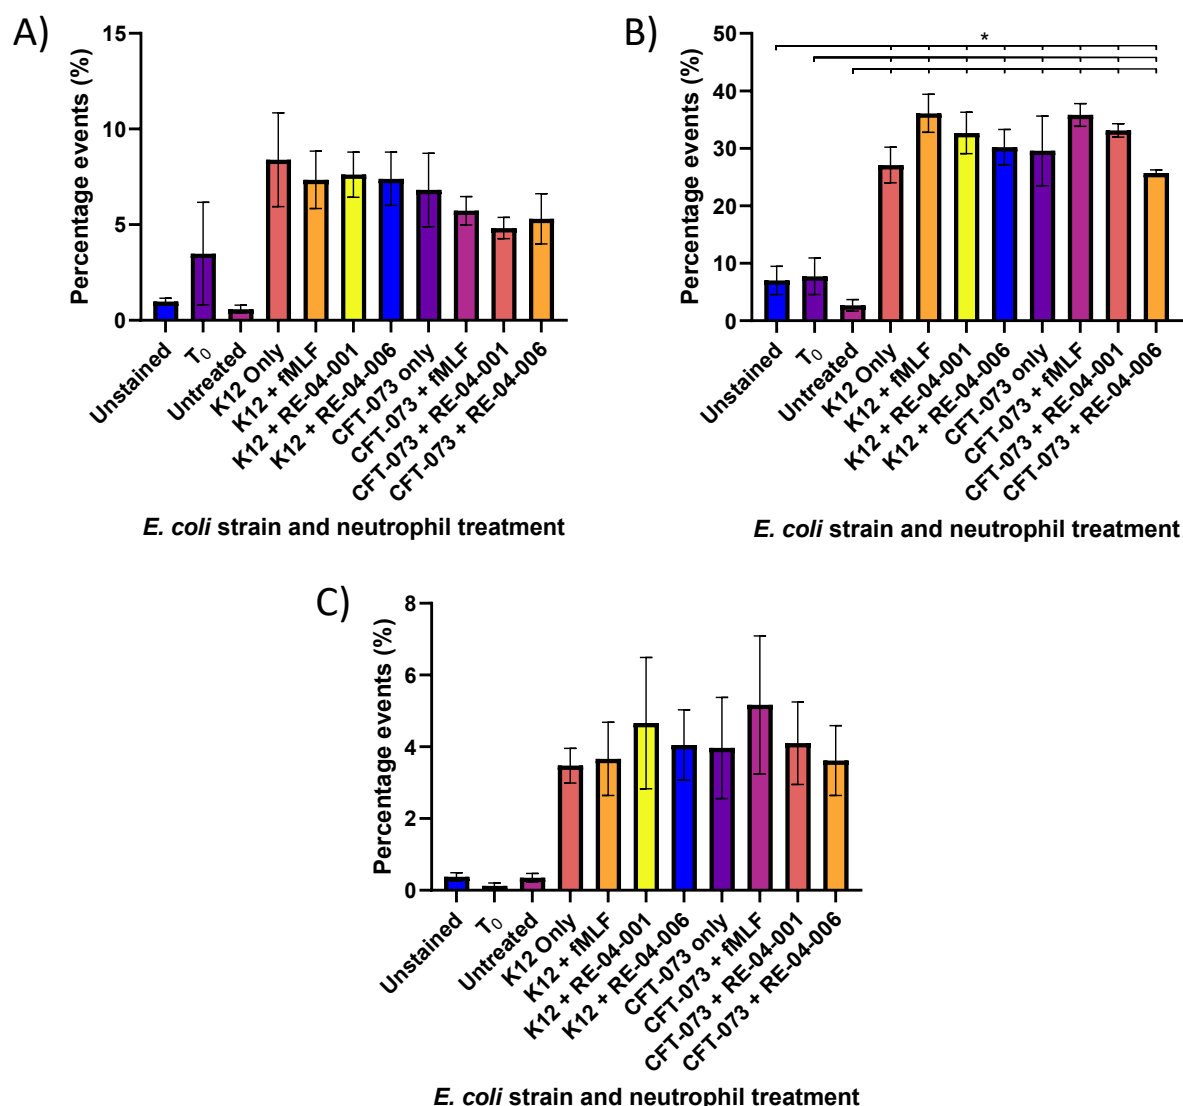 A)
Percentage events (%)
15
10
5
0
Unstained
T0
Untreated
K12 Only
K12 + fMLF
K12 + RE-04-001
K12 + RE-04-006
CFT-073 only
CFT-073 + fMLF
CFT-073 + RE-04-001
CFT-073 + RE-04-006
E. coli strain and neutrophil treatment
B)
Percentage events (%)
50
40
30
20
10
0
*
Unstained
T0
Untreated
K12 Only
K12 + fMLF
K12 + RE-04-001
K12 + RE-04-006
CFT-073 only
CFT-073 + fMLF
CFT-073 + RE-04-001
CFT-073 + RE-04-006
E. coli strain and neutrophil treatment
C)
Percentage events (%)
8
6
4
2
0
Unstained
T0
Untreated
K12 Only
K12 + fMLF
K12 + RE-04-001
K12 + RE-04-006
CFT-073 only
CFT-073 + fMLF
CFT-073 + RE-04-001
CFT-073 + RE-04-006
E. coli strain and neutrophil treatment